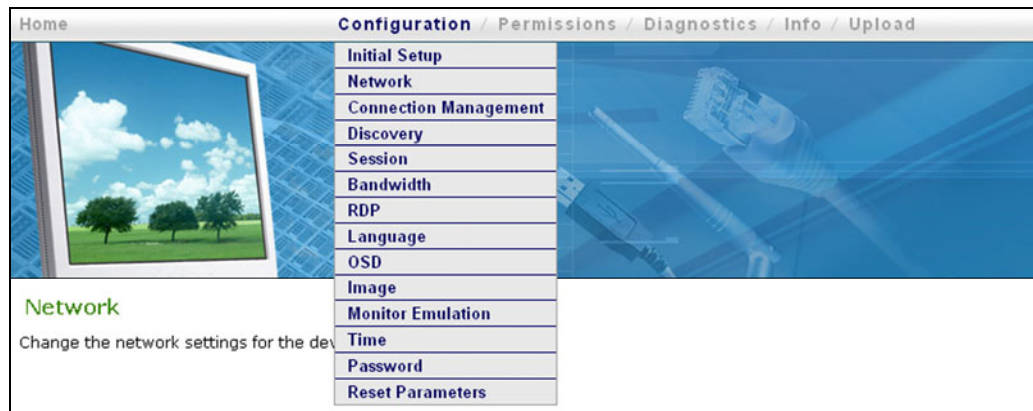 Home Configuration / Permissions / Diagnostics / Info / Upload
Initial Setup
Network
Connection Management
Discovery
Session
Bandwidth
RDP
Language
OSD
Image
Monitor Emulation
Time
Password
Reset Parameters
Network
Change the network settings for the